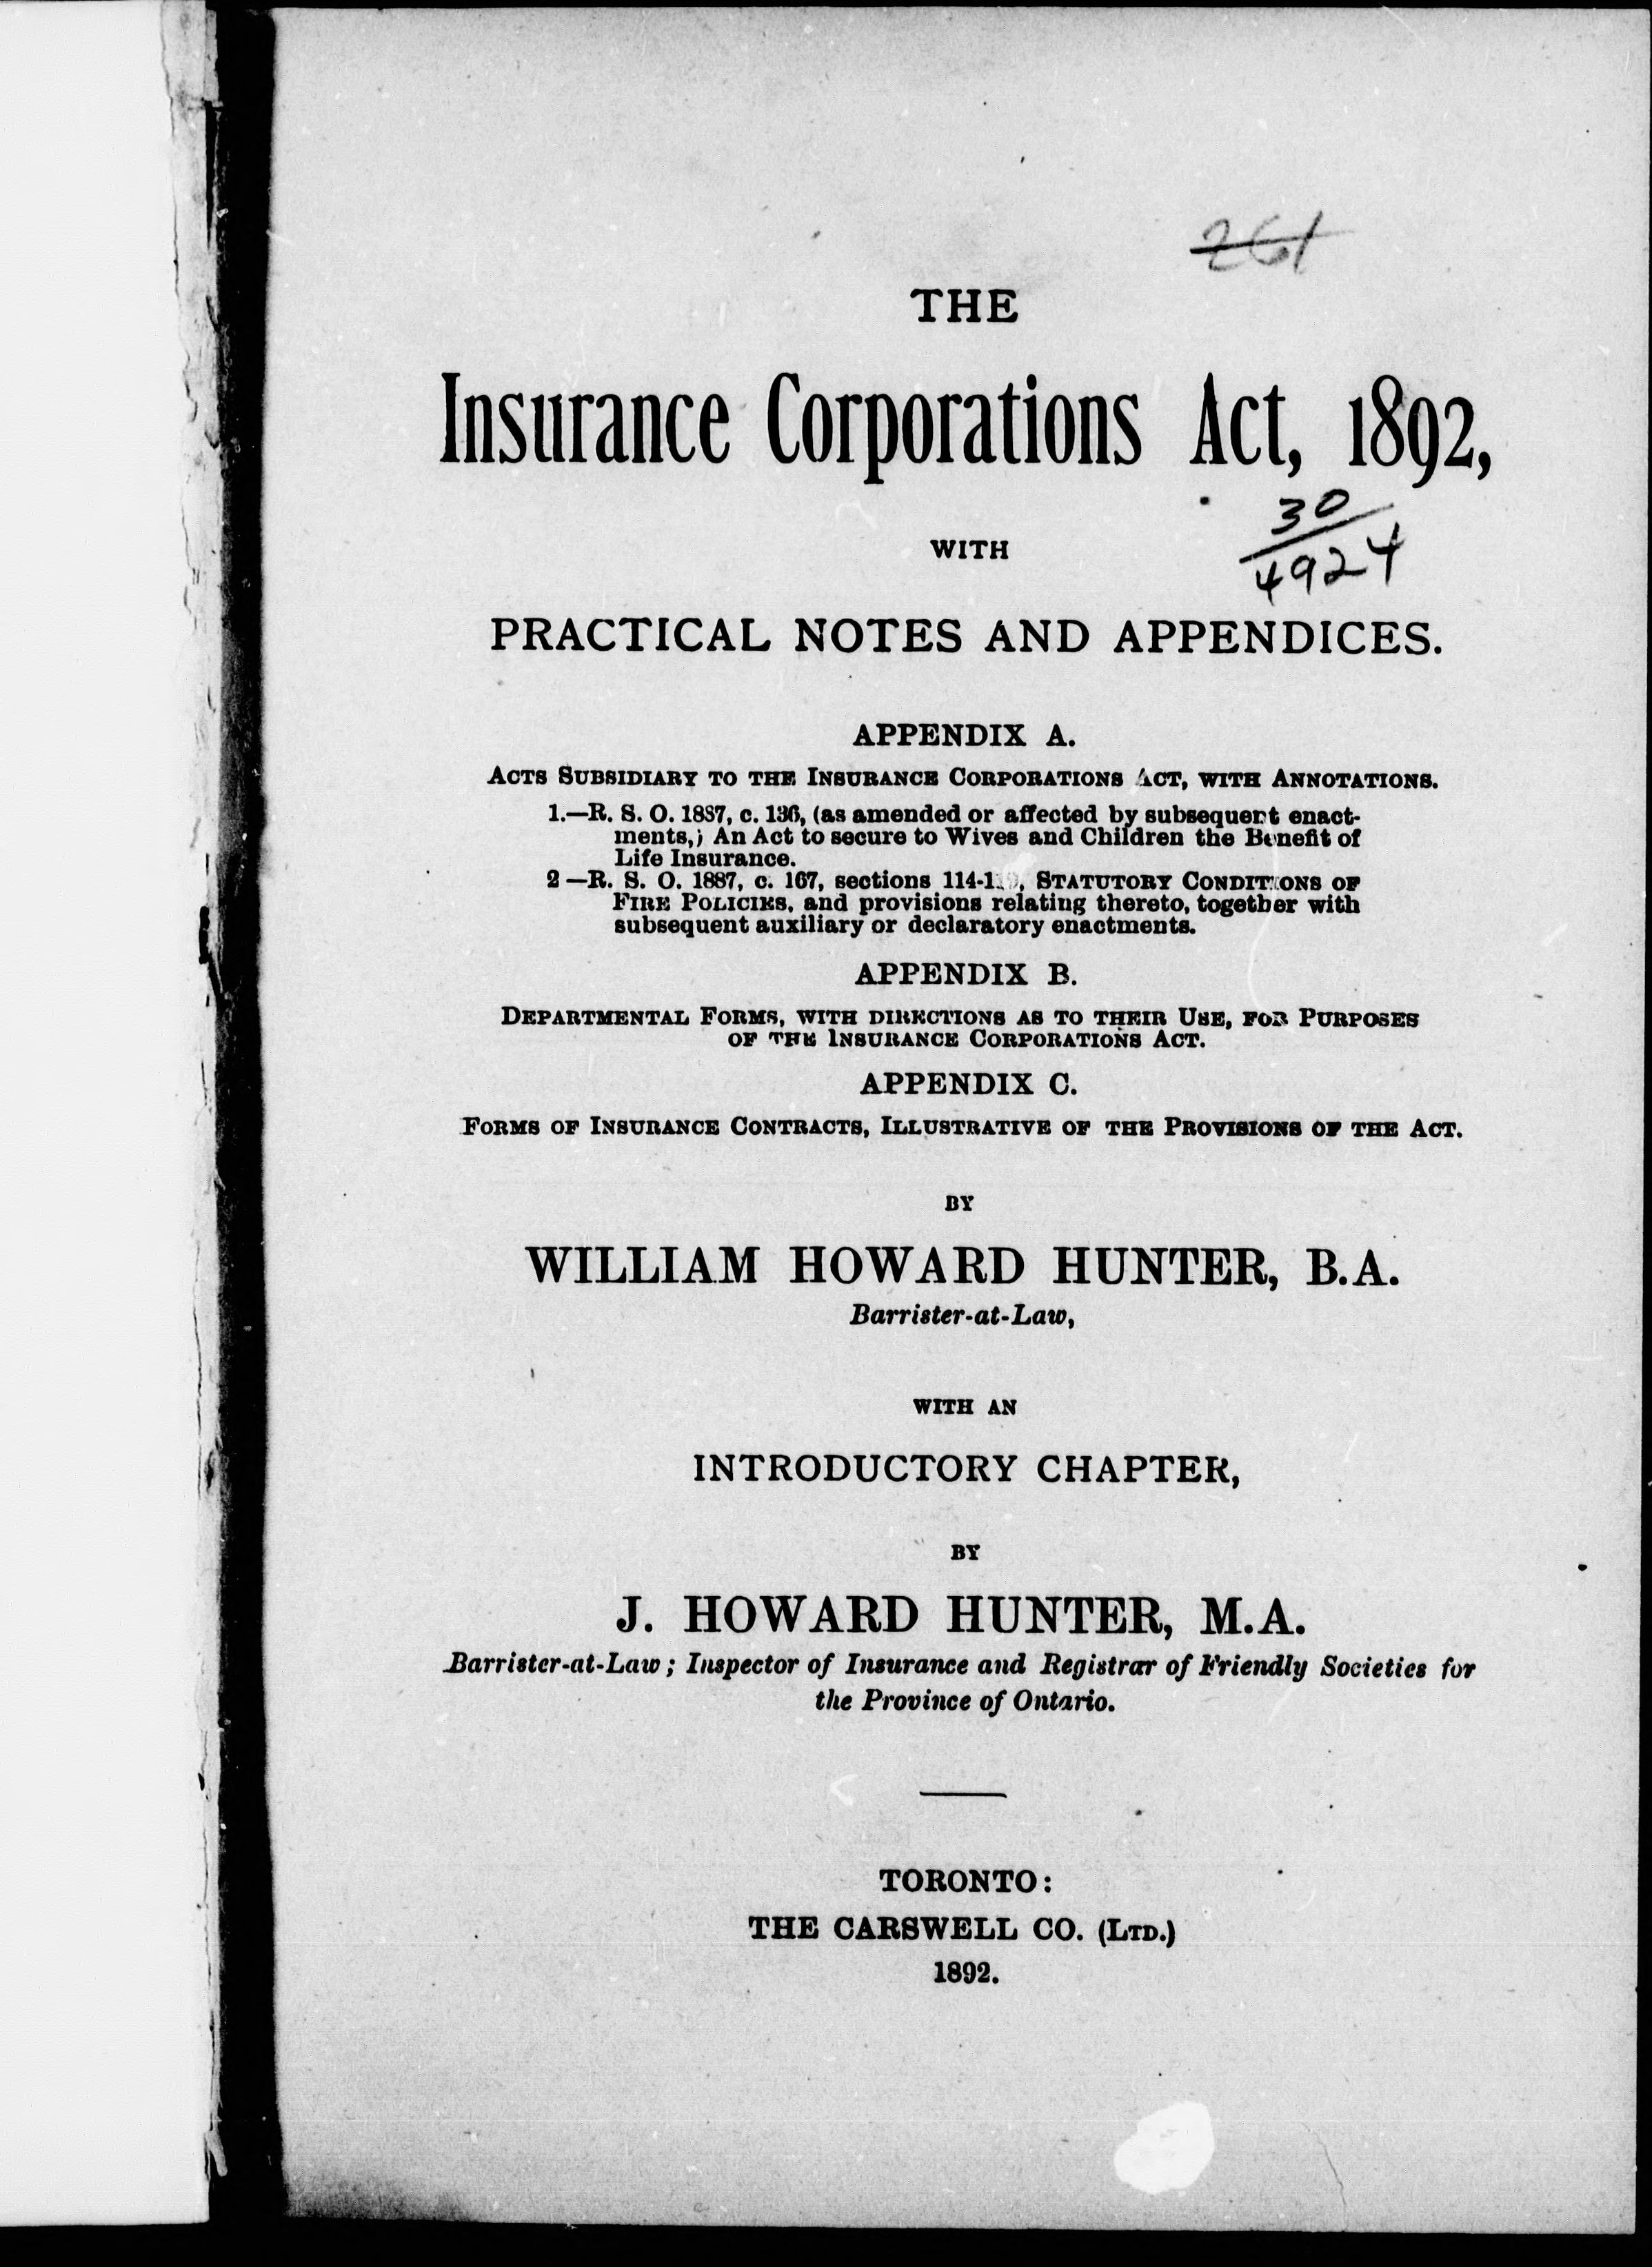 261
THE
Insurance Corporations Act, 1892,
30
4924
WITH
PRACTICAL NOTES AND APPENDICES.
APPENDIX A.
ACTS SUBSIDIARY TO THE INSURANCE CORPORATIONS ACT, WITH ANNOTATIONS.
1.—R. S. O. 1887, c. 136, (as amended or affected by subsequent enact-
ments,) An Act to secure to Wives and Children the Benefit of
Life Insurance.
2—R. S. O. 1887, c. 167, sections STATUTORY CONDITIONS OF
FIRE POLICIES, and provisions relating thereto, together with
subsequent auxiliary or declaratory enactments.
APPENDIX B.
DEPARTMENTAL FORMS, WITH DIRECTIONS AS TO THEIR USE, FOR PURPOSES
OF THE INSURANCE CORPORATIONS ACT.
APPENDIX C.
FORMS OF INSURANCE CONTRACTS, ILLUSTRATIVE OF THE PROVISIONS OF THE ACT.
BY
WILLIAM HOWARD HUNTER, B.A.
Barrister-at-Law,
WITH AN
INTRODUCTORY CHAPTER,
BY
J. HOWARD HUNTER, M.A.
Barrister-at-Law; Inspector of Insurance and Registrar of Friendly Societies for
the Province of Ontario.
TORONTO:
THE CARSWELL CO. (LTD.)
1892.